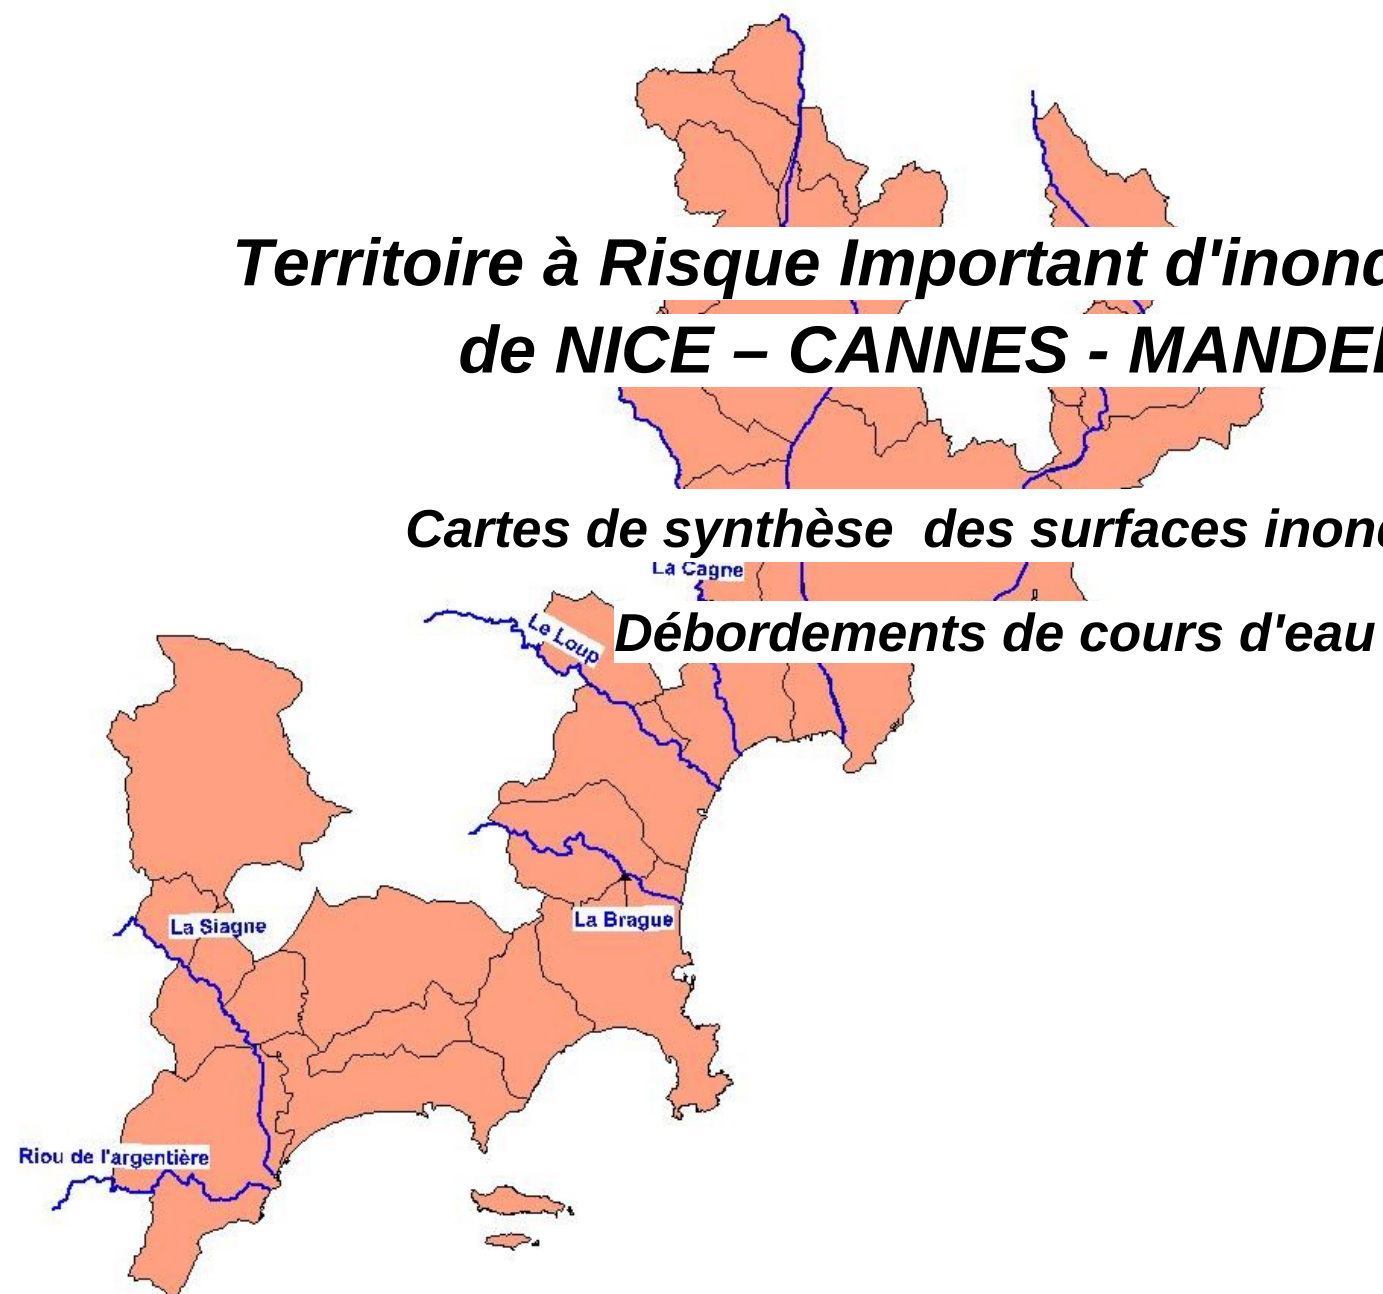 Territoire à Risque Important d'inond
de NICE – CANNES - MANDEL
Cartes de synthèse des surfaces inond
La Cagne
Le Loup
Débordements de cours d'eau
La Siagne
La Brague
Riou de l'argentière